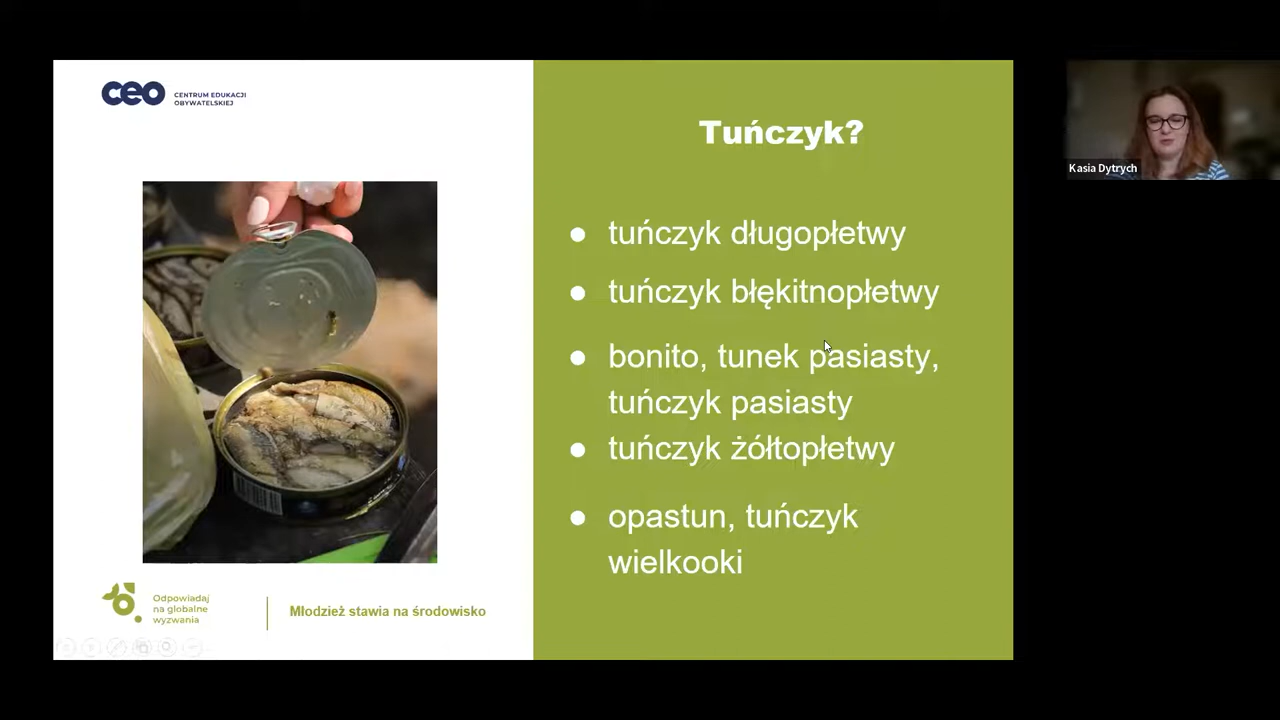 ceo
CENTRUM EDUKACJI
OBYWATELSKIEJ
Tuńczyk?
Kasia Dytrych
● tuńczyk długopłetwy
● tuńczyk błękitnopłetwy
● bonito, tunek pasiasty,
tuńczyk pasiasty
● tuńczyk żółtopłetwy
● opastun, tuńczyk
wielkooki
Odpowiadaj
na globalne
wyzwania
Młodzież stawia na środowisko